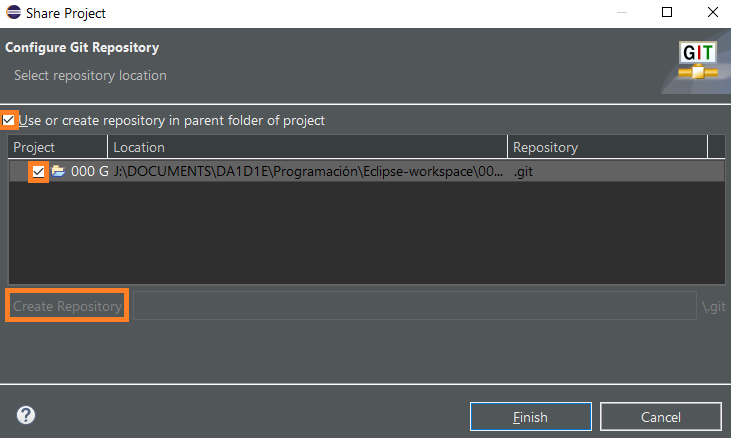 Share Project
Configure Git Repository
GIT
Select repository location
Use or create repository in parent folder of project
Project Location Repository
000 G J:\DOCUMENTS\DA1D1E\Programación\Eclipse-workspace\00... .git
Create Repository \.git
? Finish Cancel